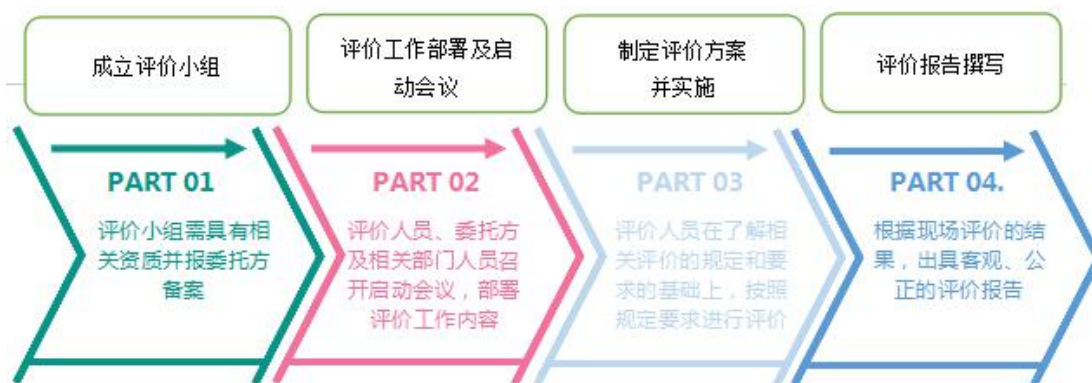 成立评价小组
评价工作部署及启
动会议
制定评价方案
并实施
评价报告撰写
PART 01
评价小组需具有相
关资质并报委托方
备案
PART 02
评价人员、委托方
及相关部门人员召
开启动会议，部署
评价工作内容
PART 03
评价人员在了解相
关评价的规定和要
求的基础上，按照
规定要求进行评价
PART 04.
根据现场评价的结
果，出具客观、公
正的评价报告